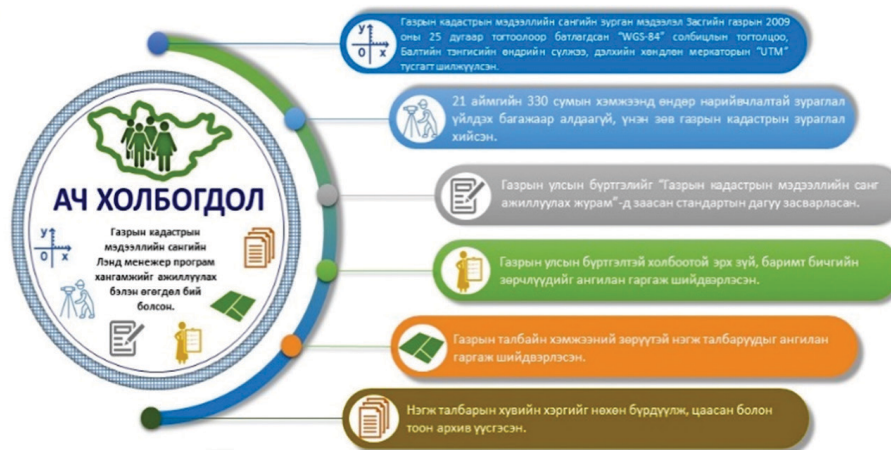 АЧ ХОЛБОГДОЛ
Газрын кадастрын
мэдээллийн сангийн
Лэнд менежер програм
хангамжийг ажиллуулах
бэлэн өгөгдөл бий
болсон.
y
O x
Газрын кадастрын мэдээллийн сангийн зурган мэдээлэл Засгийн газрын 2009
оны 25 дугаар тогтоолоор батлагдсан "WGS-84" солбицлын тогтолцоо,
Балтийн тэнгисийн өндрийн сүлжээ, дэлхийн хөндлөн меркаторын "UTM"
тусгагт шилжүүлсэн.
y
O x
21 аймгийн 330 сумын хэмжээнд өндөр нарийвчлалтай зураглал
үйлдэх багажаар алдаагүй, үнэн зөв газрын кадастрын зураглал
хийсэн.
Газрын улсын бүртгэлийг "Газрын кадастрын мэдээллийн санг
ажиллуулах журам"-д заасан стандартын дагуу засварласан.
Газрын улсын бүртгэлтэй холбоотой эрх зүй, баримт бичгийн
зөрчлүүдийг ангилан гаргаж шийдвэрлэсэн.
Газрын талбайн хэмжээний зөрүүтэй нэгж талбаруудыг ангилан
гаргаж шийдвэрлэсэн.
Нэгж талбарын хувийн хэргийг нөхөн бүрдүүлж, цаасан болон
тоон архив үүсгэсэн.